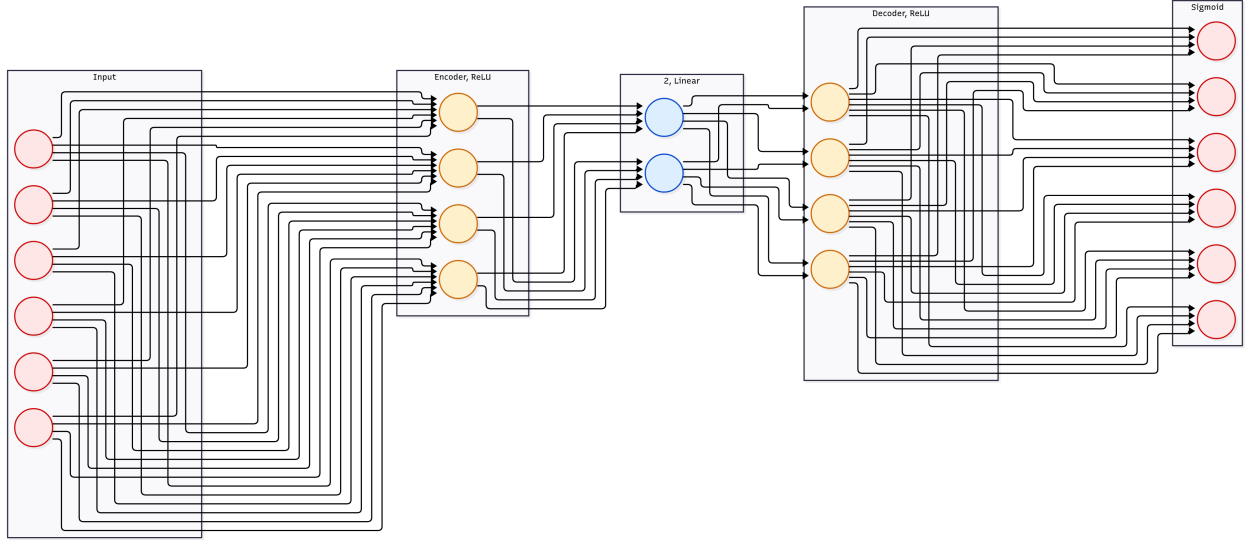 Input
Encoder, ReLU
2, Linear
Decoder, ReLU
Sigmoid